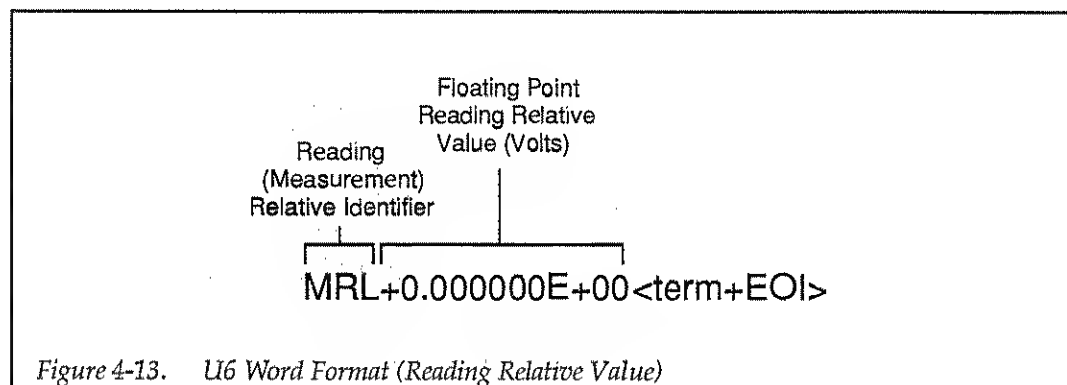 Floating Point
Reading Relative
Value (Volts)
Reading
(Measurement)
Relative Identifier
MRL+0.000000E+00<term+EOI>
Figure 4-13. U6 Word Format (Reading Relative Value)